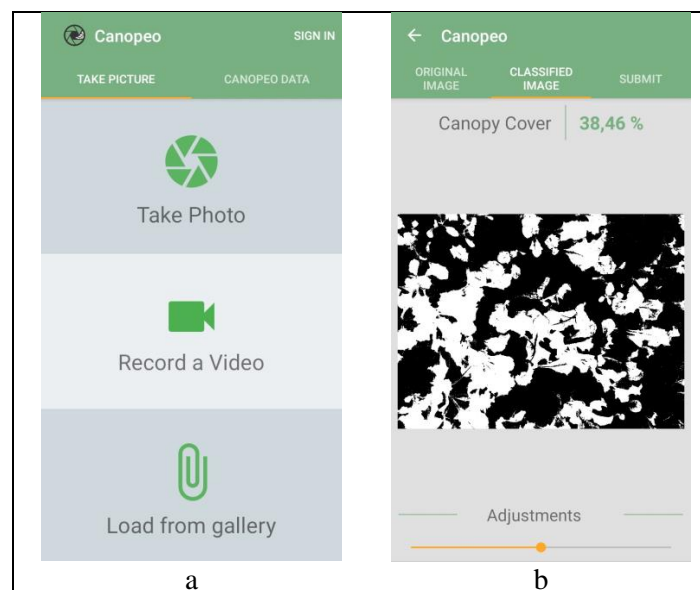 Canopeo SIGN IN
TAKE PICTURE CANOPEO DATA
Take Photo
Record a Video
Load from gallery
a
Canopeo
ORIGINAL IMAGE CLASSIFIED IMAGE SUBMIT
Canopy Cover 38,46 %
Adjustments
b